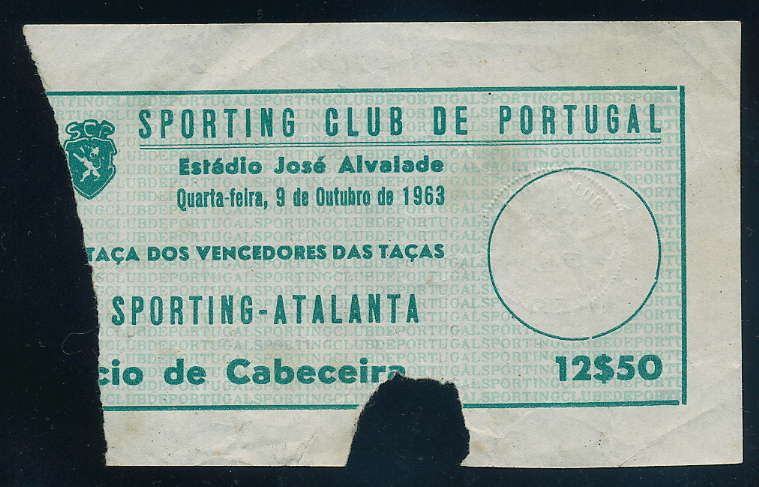 SCP
SPORTING CLUB DE PORTUGAL
Estádio José Alvalade
Quarta-feira, 9 de Outubro de 1963
TAÇA DOS VENCEDORES DAS TAÇAS
SPORTING-ATALANTA
cio de Cabeceira
12$50